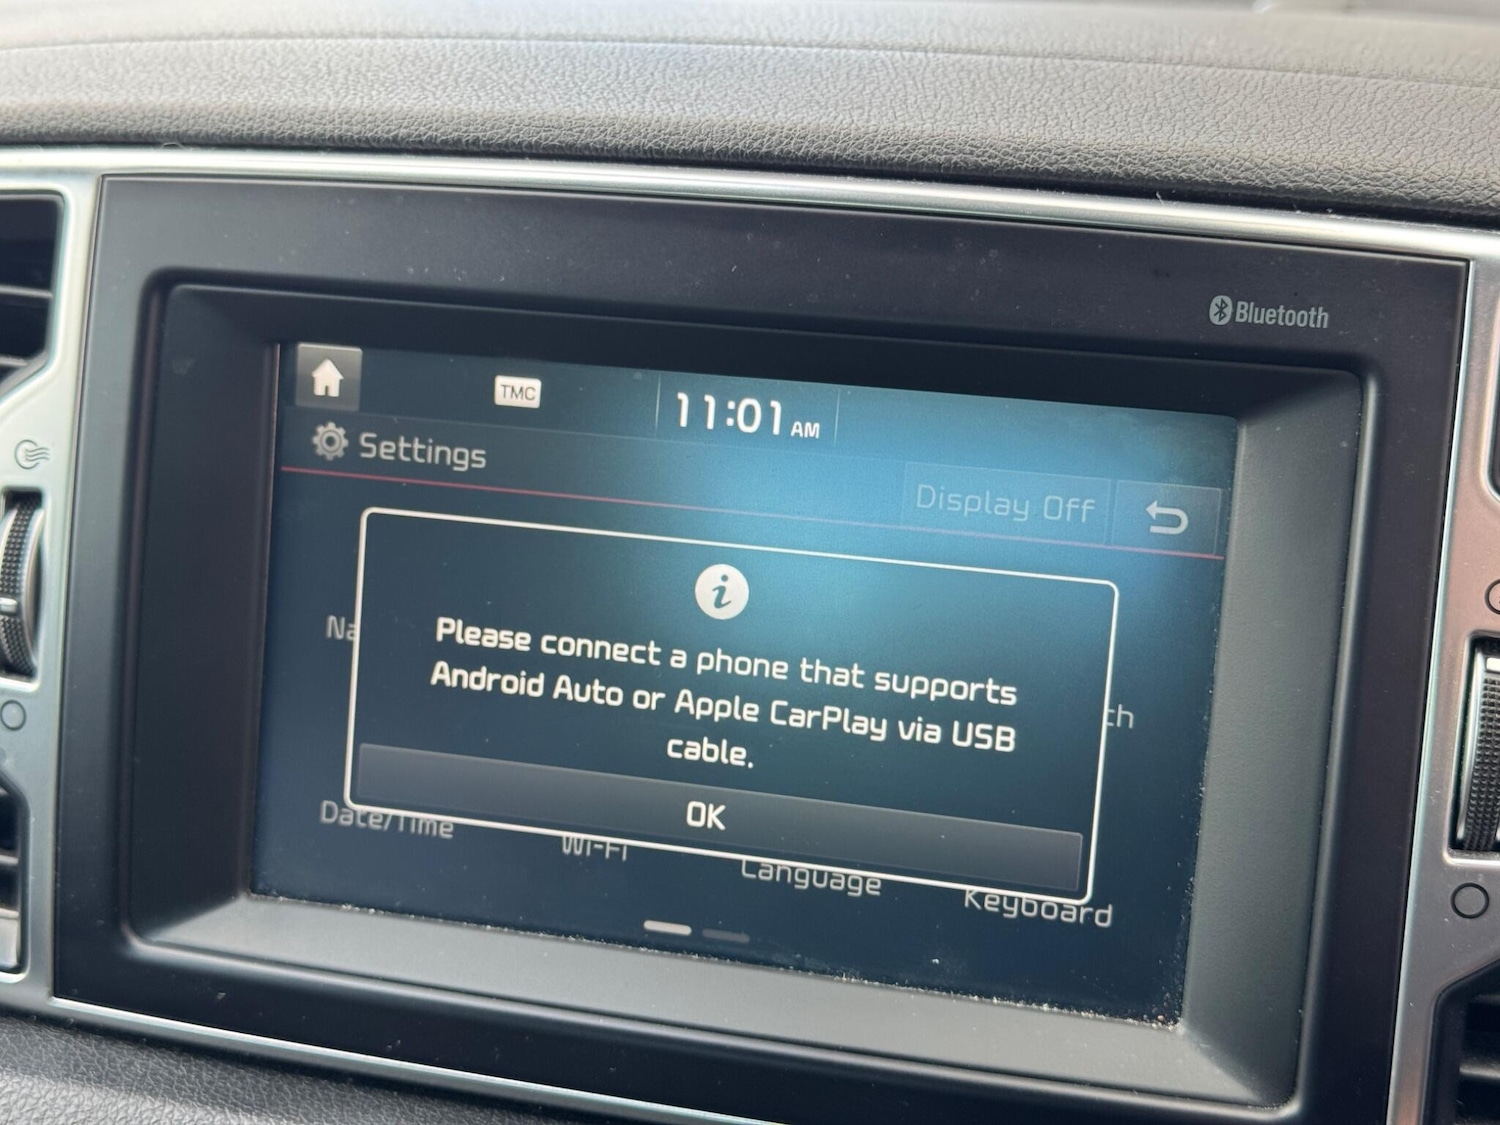 Bluetooth
TMC
11:01 AM
Settings
Display Off
Please connect a phone that supports
Android Auto or Apple CarPlay via USB
cable.
OK
Date/Time
Wi-Fi
Language
Keyboard